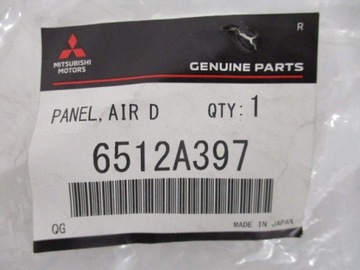 R
MITSUBISHI
MOTORS
GENUINE PARTS
PANEL, AIR D QTY: 1
6512A397
QG MADE IN JAPAN